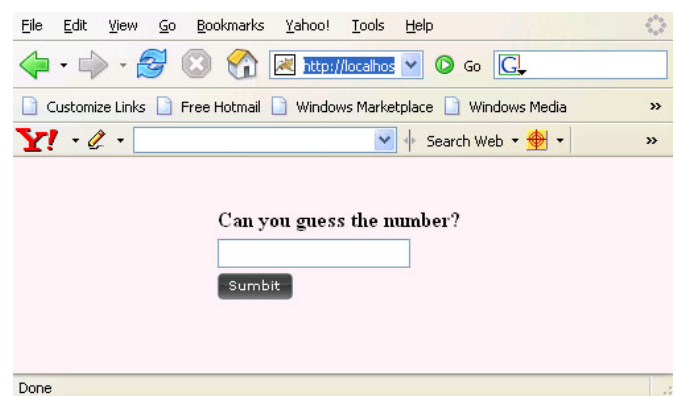 File Edit View Go Bookmarks Yahoo! Tools Help
http://localhos Go G
Customize Links Free Hotmail Windows Marketplace Windows Media »
Y! Search Web »
Can you guess the number?
Sumbit
Done